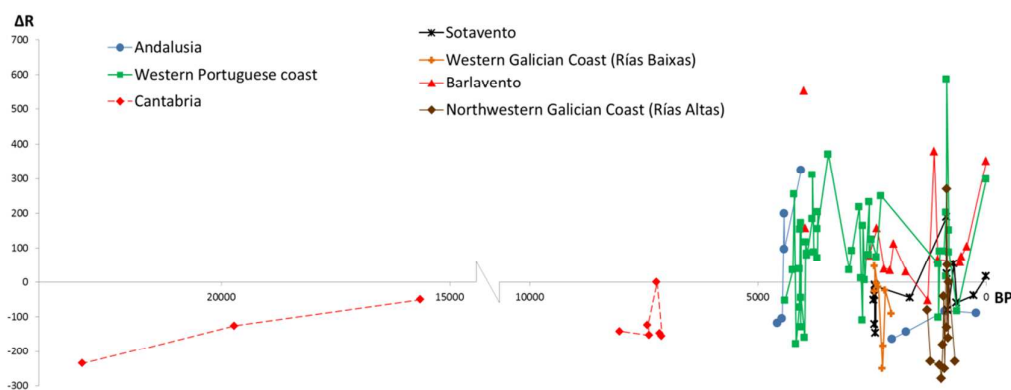 ΔR
700
600
500
400
300
200
100
0
-100
-200
-300
Andalusia
Western Portuguese coast
Cantabria
Sotavento
Western Galician Coast (Rías Baixas)
Barlavento
Northwestern Galician Coast (Rías Altas)
20000 15000 10000 5000 0 BP